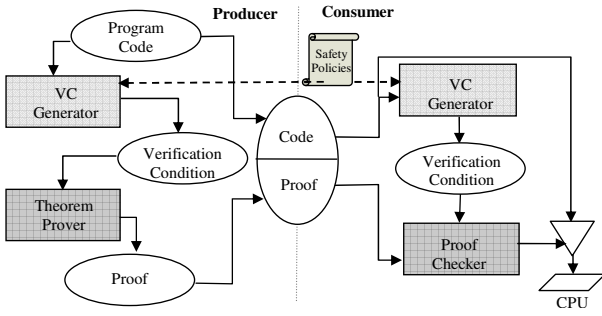 Producer
Consumer
Program
Code
Safety
Policies
VC
Generator
VC
Generator
Code
Proof
Verification
Condition
Verification
Condition
Theorem
Prover
Proof
Checker
Proof
CPU